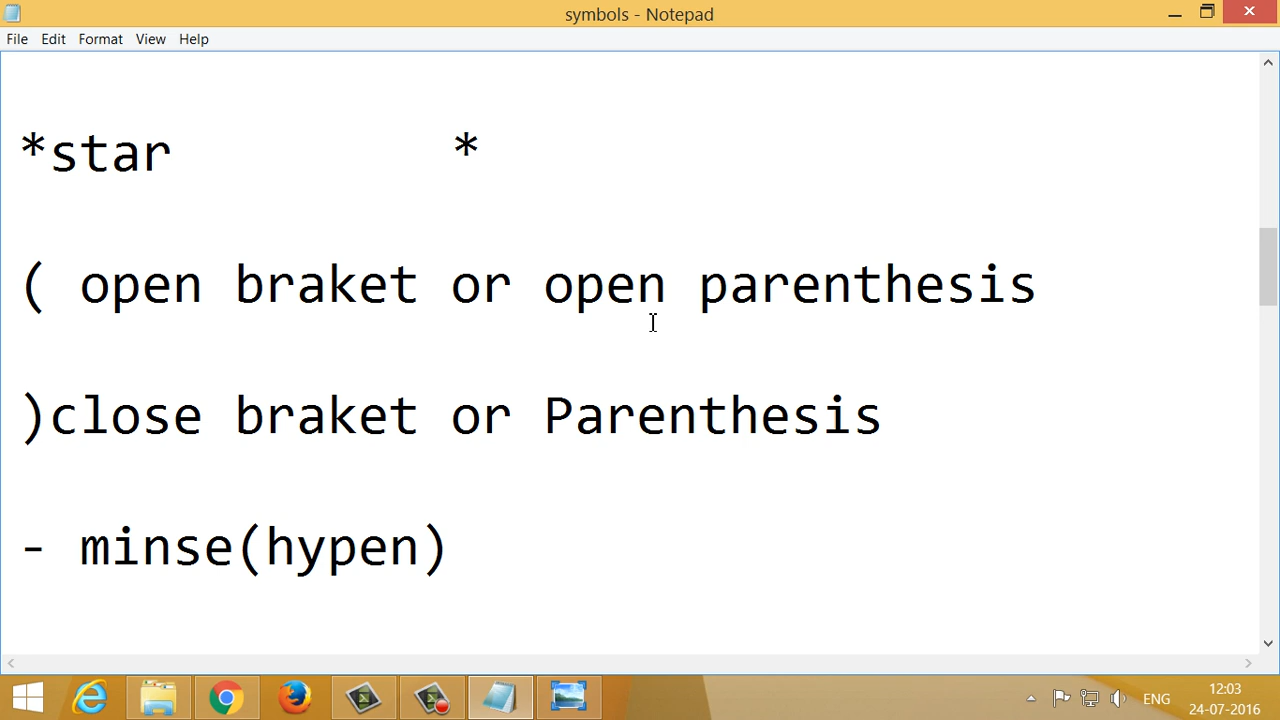 symbols - Notepad
File Edit Format View Help
*star *
( open braket or open parenthesis
)close braket or Parenthesis
- minse(hypen)
ENG
12:03
24-07-2016